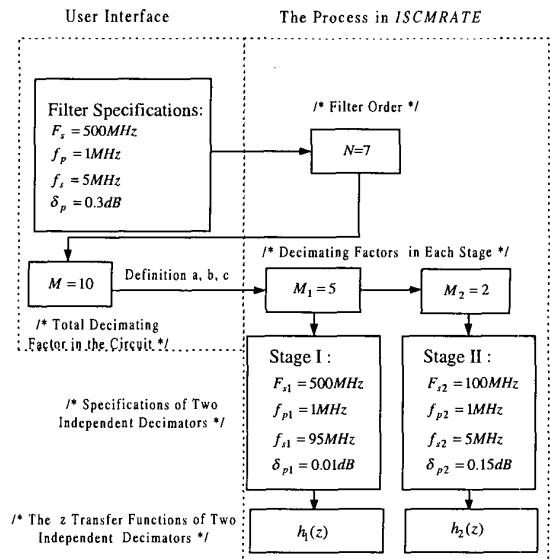 User Interface
The Process in ISCMRATE
Filter Specifications:
F_s = 500MHz
f_p = 1MHz
f_s = 5MHz
δ_p = 0.3dB
/* Filter Order */
N=7
/* Decimating Factors in Each Stage */
M = 10
Definition a, b, c
M_1 = 5
M_2 = 2
/* Total Decimating
Factor in the Circuit */
Stage I :
F_s1 = 500MHz
f_p1 = 1MHz
f_s1 = 95MHz
δ_p1 = 0.01dB
Stage II :
F_s2 = 100MHz
f_p2 = 1MHz
f_s2 = 5MHz
δ_p2 = 0.15dB
/* Specifications of Two
Independent Decimators */
/* The z Transfer Functions of Two
Independent Decimators */
h_1(z)
h_2(z)